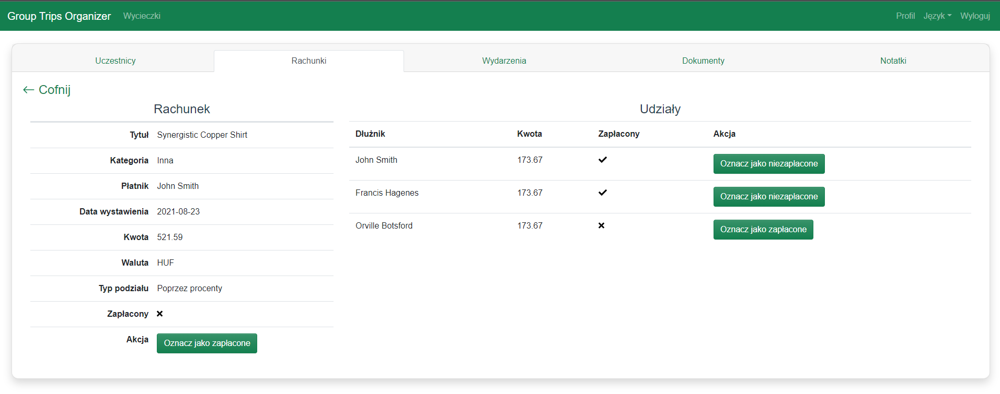 Group Trips Organizer Wycieczki Profil Język Wyloguj
Uczestnicy Rachunki Wydarzenia Dokumenty Notatki
Cofnij
Rachunek
Tytuł Synergistic Copper Shirt
Kategoria Inna
Płatnik John Smith
Data wystawienia 2021-08-23
Kwota 521.59
Waluta HUF
Typ podziału Poprzez procenty
Zapłacony
Akcja Oznacz jako zapłacone
Udziały
Dłużnik Kwota Zapłacony Akcja
John Smith 173.67 Oznacz jako niezapłacone
Francis Hagenes 173.67 Oznacz jako niezapłacone
Orville Botsford 173.67 Oznacz jako zapłacone